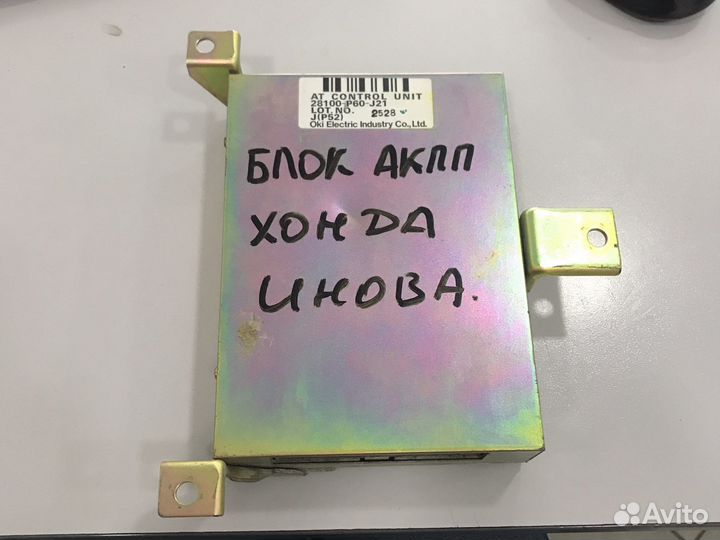 AT CONTROL UNIT
28100-P60-J21
LOT.NO. 2528
J(P52)
Oki Electric Industry Co.,Ltd.
БЛОК АКПП
ХОНДА
ИНОВА.
Avito